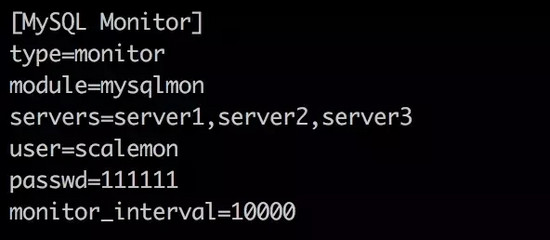 [MySQL Monitor]
type=monitor
module=mysqlmon
servers=server1,server2,server3
user=scalemon
passwd=111111
monitor_interval=10000